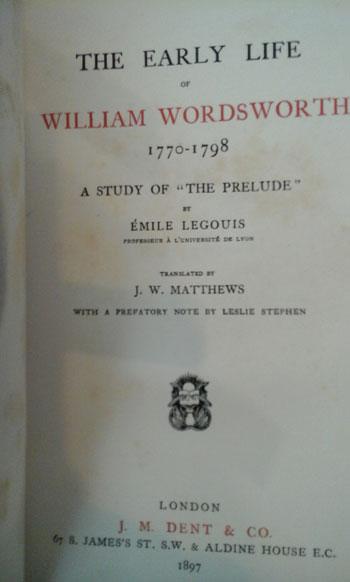 THE EARLY LIFE
OF
WILLIAM WORDSWORTH
1770-1798
A STUDY OF "THE PRELUDE"
BY
ÉMILE LEGOUIS
PROFESSEUR À L'UNIVERSITÉ DE LYON
TRANSLATED BY
J. W. MATTHEWS
WITH A PREFATORY NOTE BY LESLIE STEPHEN
LONDON
J. M. DENT & CO.
67 S. JAMES'S ST. S.W. & ALDINE HOUSE E.C.
1897